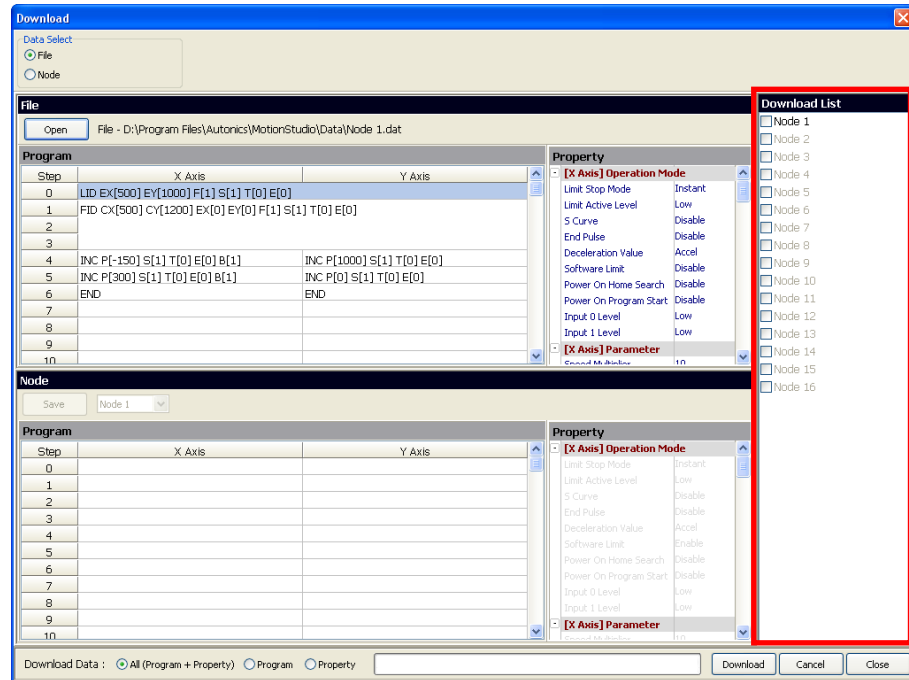 Download
Data Select
File
Node
File
Open File - D:\Program Files\Autonics\MotionStudio\Data\Node 1.dat
Program
Step X Axis Y Axis
0 LID EX[500] EY[1000] F[1] S[1] T[0] E[0]
1 FID CX[500] CY[1200] EX[0] EY[0] F[1] S[1] T[0] E[0]
2
3
4 INC P[-150] S[1] T[0] E[0] B[1] INC P[1000] S[1] T[0] E[0]
5 INC P[300] S[1] T[0] E[0] B[1] INC P[0] S[1] T[0] E[0]
6 END END
7
8
9
10
Property
[X Axis] Operation Mode
Limit Stop Mode Instant
Limit Active Level Low
S Curve Disable
End Pulse Disable
Deceleration Value Accel
Software Limit Disable
Power On Home Search Disable
Power On Program Start Disable
Input 0 Level Low
Input 1 Level Low
[X Axis] Parameter
Speed Multiplier 10
Node
Save Node 1
Program
Step X Axis Y Axis
0
1
2
3
4
5
6
7
8
9
10
Property
[X Axis] Operation Mode
Limit Stop Mode Instant
Limit Active Level Low
S Curve Disable
End Pulse Disable
Deceleration Value Accel
Software Limit Enable
Power On Home Search Disable
Power On Program Start Disable
Input 0 Level Low
Input 1 Level Low
[X Axis] Parameter
Speed Multiplier 10
Download List
Node 1
Node 2
Node 3
Node 4
Node 5
Node 6
Node 7
Node 8
Node 9
Node 10
Node 11
Node 12
Node 13
Node 14
Node 15
Node 16
Download Data : All (Program + Property) Program Property Download Cancel Close